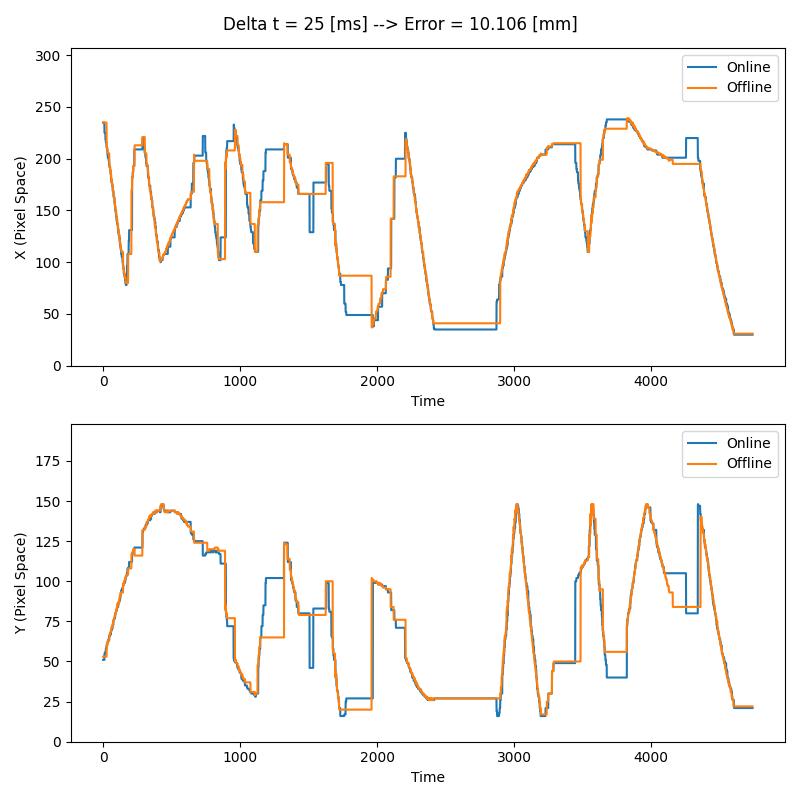 Delta t = 25 [ms] --> Error = 10.106 [mm]
300
250
200
150
100
50
0
X (Pixel Space)
Online
Offline
0 1000 2000 3000 4000
Time
175
150
125
100
75
50
25
0
Y (Pixel Space)
Online
Offline
0 1000 2000 3000 4000
Time